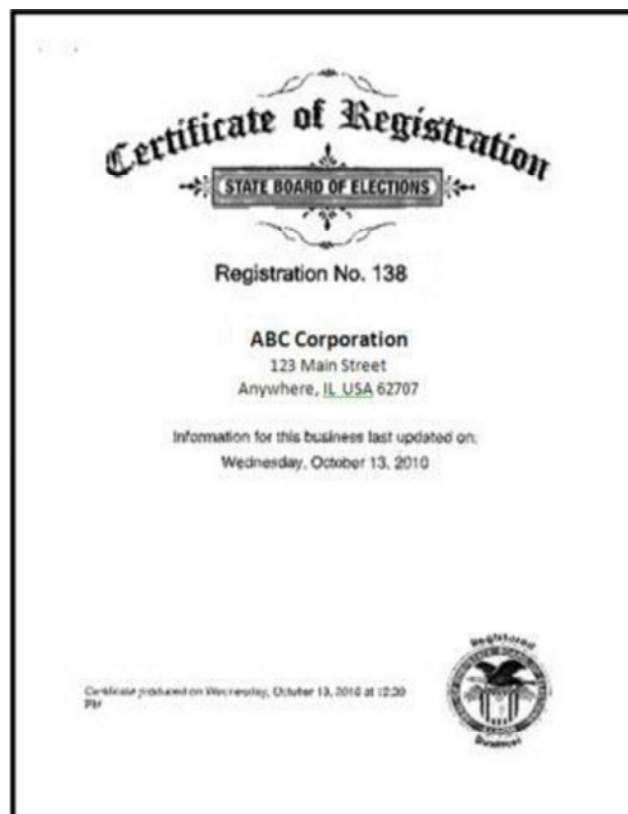 Certificate of Registration
STATE BOARD OF ELECTIONS
Registration No. 138
ABC Corporation
123 Main Street
Anywhere, IL USA 62707
Information for this business last updated on:
Wednesday, October 13, 2010
Certificate produced on Wednesday, October 13, 2010 at 12:30
PM
Registered
Business